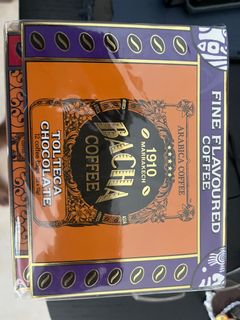 FINE FLAVOURED
COFFEE
ARABICA COFFEE
1910
MARRAKECH
BACHA
COFFEE
TOLTECA
CHOCOLATE